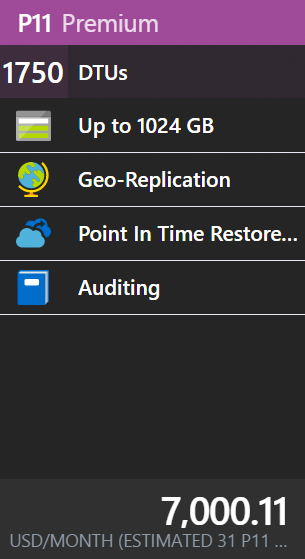 P11 Premium
1750 DTUs
Up to 1024 GB
Geo-Replication
Point In Time Restore...
Auditing
7,000.11
USD/MONTH (ESTIMATED 31 P11 ...